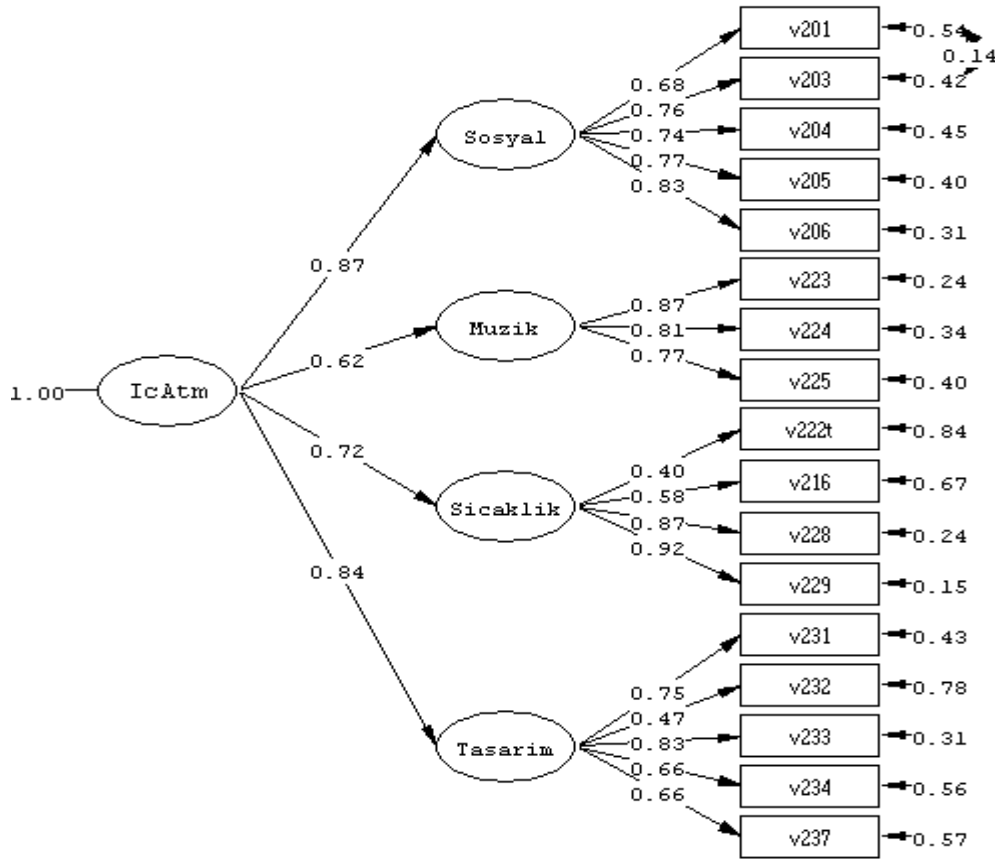 v201 0.54
0.14
0.68 v203 0.42
0.76
Sosyal 0.74 v204 0.45
0.77 v205 0.40
0.83
v206 0.31
0.87
v223 0.24
0.87
Muzik 0.81 v224 0.34
0.62 0.77
v225 0.40
1.00 IcAtm
v222t 0.84
0.72 0.40
0.58 v216 0.67
Sicaklik 0.87 v228 0.24
0.92
0.84 v229 0.15
v231 0.43
0.75 v232 0.78
0.47
Tasarim 0.83 v233 0.31
0.66 v234 0.56
0.66
v237 0.57